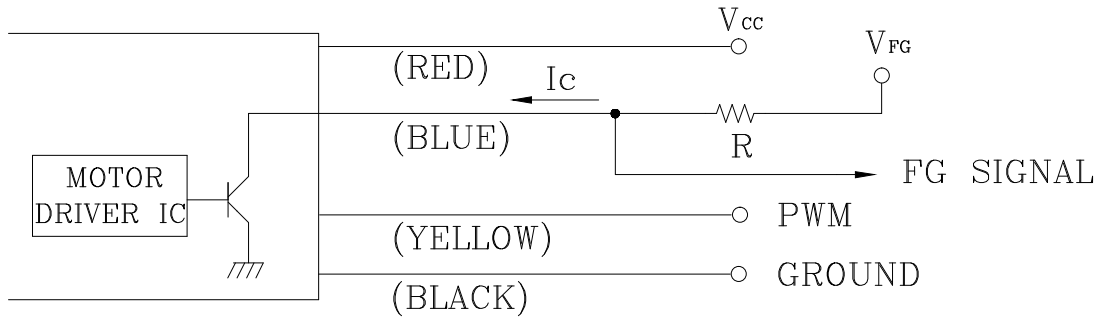 Vcc
VFG
(RED)
Ic
(BLUE)
R
MOTOR
DRIVER IC
FG SIGNAL
(YELLOW)
PWM
(BLACK)
GROUND